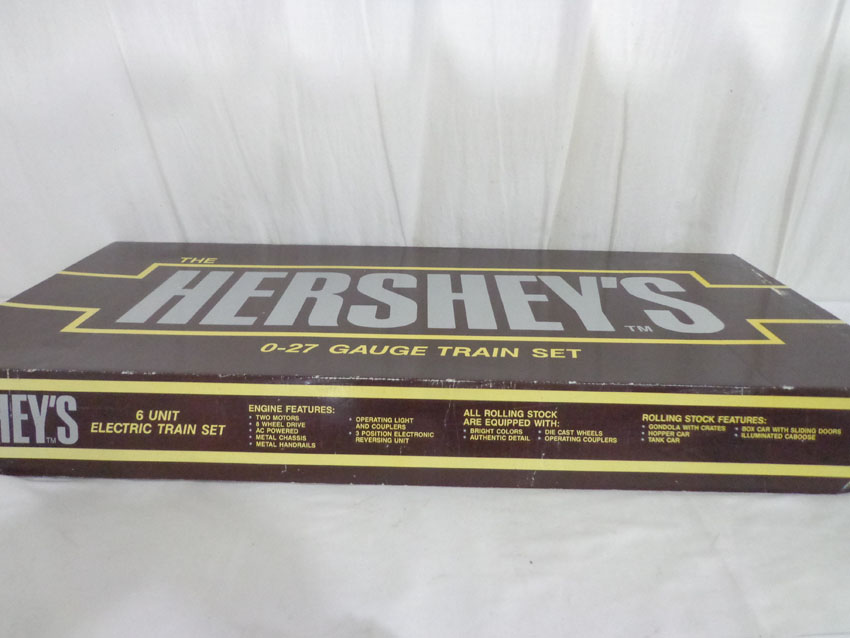 THE
HERSHEY'S™
0-27 GAUGE TRAIN SET
HEY'S™
6 UNIT
ELECTRIC TRAIN SET
ENGINE FEATURES:
• TWO MOTORS
• 8 WHEEL DRIVE
• AC POWERED
• METAL CHASSIS
• METAL HANDRAILS
• OPERATING LIGHT
AND COUPLERS
• 3 POSITION ELECTRONIC
REVERSING UNIT
ALL ROLLING STOCK
ARE EQUIPPED WITH:
• BRIGHT COLORS
• AUTHENTIC DETAIL
• DIE CAST WHEELS
• OPERATING COUPLERS
ROLLING STOCK FEATURES:
• GONDOLA WITH CRATES
• HOPPER CAR
• TANK CAR
• BOX CAR WITH SLIDING DOORS
• ILLUMINATED CABOOSE